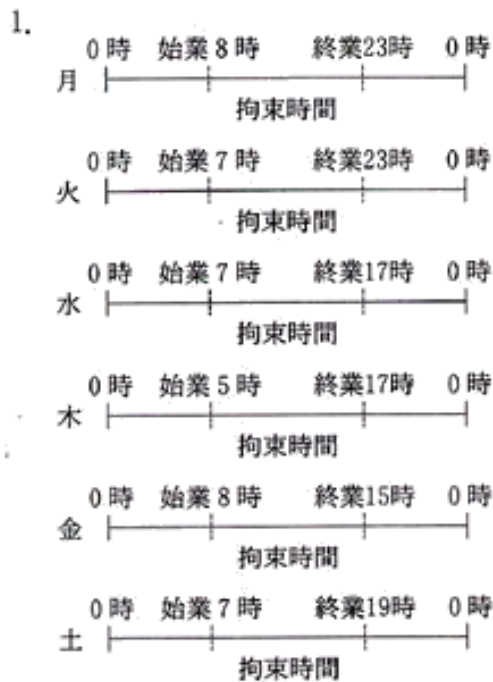 1.
0時 始業8時 終業23時 0時
月
拘束時間
0時 始業7時 終業23時 0時
火
拘束時間
0時 始業7時 終業17時 0時
水
拘束時間
0時 始業5時 終業17時 0時
木
拘束時間
0時 始業8時 終業15時 0時
金
拘束時間
0時 始業7時 終業19時 0時
土
拘束時間